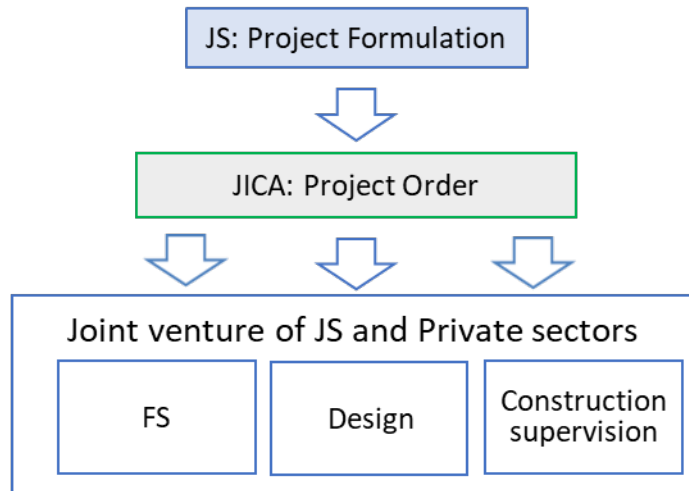 JS: Project Formulation
JICA: Project Order
Joint venture of JS and Private sectors
FS
Design
Construction
supervision